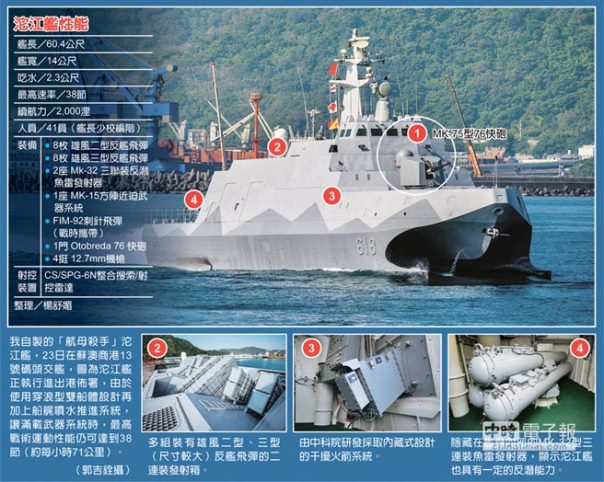 沱江艦性能
艦長/60.4公尺
艦寬/14公尺
吃水/2.3公尺
最高速率/38節
續航力/2,000浬
人員/41員(艦長少校編階)
裝備
●8枚 雄風二型反艦飛彈
●8枚 雄風三型反艦飛彈
●2座 Mk-32 三聯裝反潛
魚雷發射器
●1座 MK-15方陣近迫武
器系統
●FIM-92刺針飛彈
(戰時攜帶)
●1門 Otobreda 76 快砲
●4挺 12.7mm機槍
射控
裝置
CS/SPG-6N整合搜索/射
控雷達
整理/楊舒媚
1
MK-75型76快砲
2
3
4
618
我自製的「航母殺手」沱
江艦,23日在蘇澳商港13
號碼頭交艦,圖為沱江艦
正執行進出港佈署,由於
使用穿浪型雙船體設計再
加上船艉噴水推進系統,
讓滿載武器系統時,最高
戰術運動性能仍可達到38
節(約每小時71公里)。
(郭吉銓攝)
2
多組裝有雄風二型、三型
(尺寸較大)反艦飛彈的二
連裝發射箱。
3
由中科院研發採取內藏式設計
的干擾火箭系統。
4
隱藏在
型三
連裝魚雷發射器,顯示沱江艦
也具有一定的反潛能力。
中時電子報